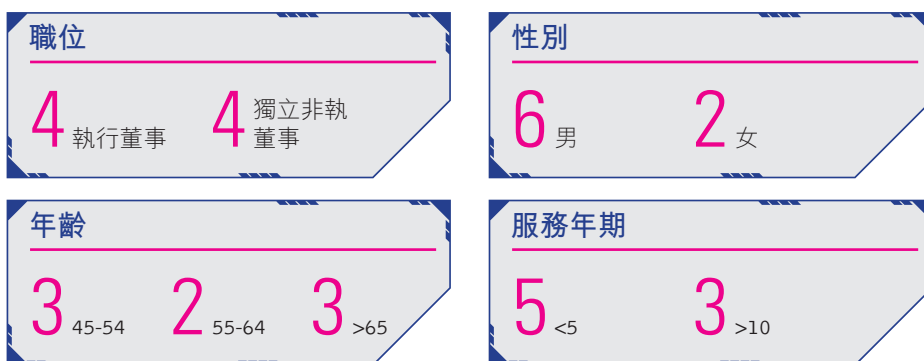 職位
4 執行董事
4 獨立非執
董事
性別
6 男
2 女
年齡
3 45-54
2 55-64
3 >65
服務年期
5 <5
3 >10